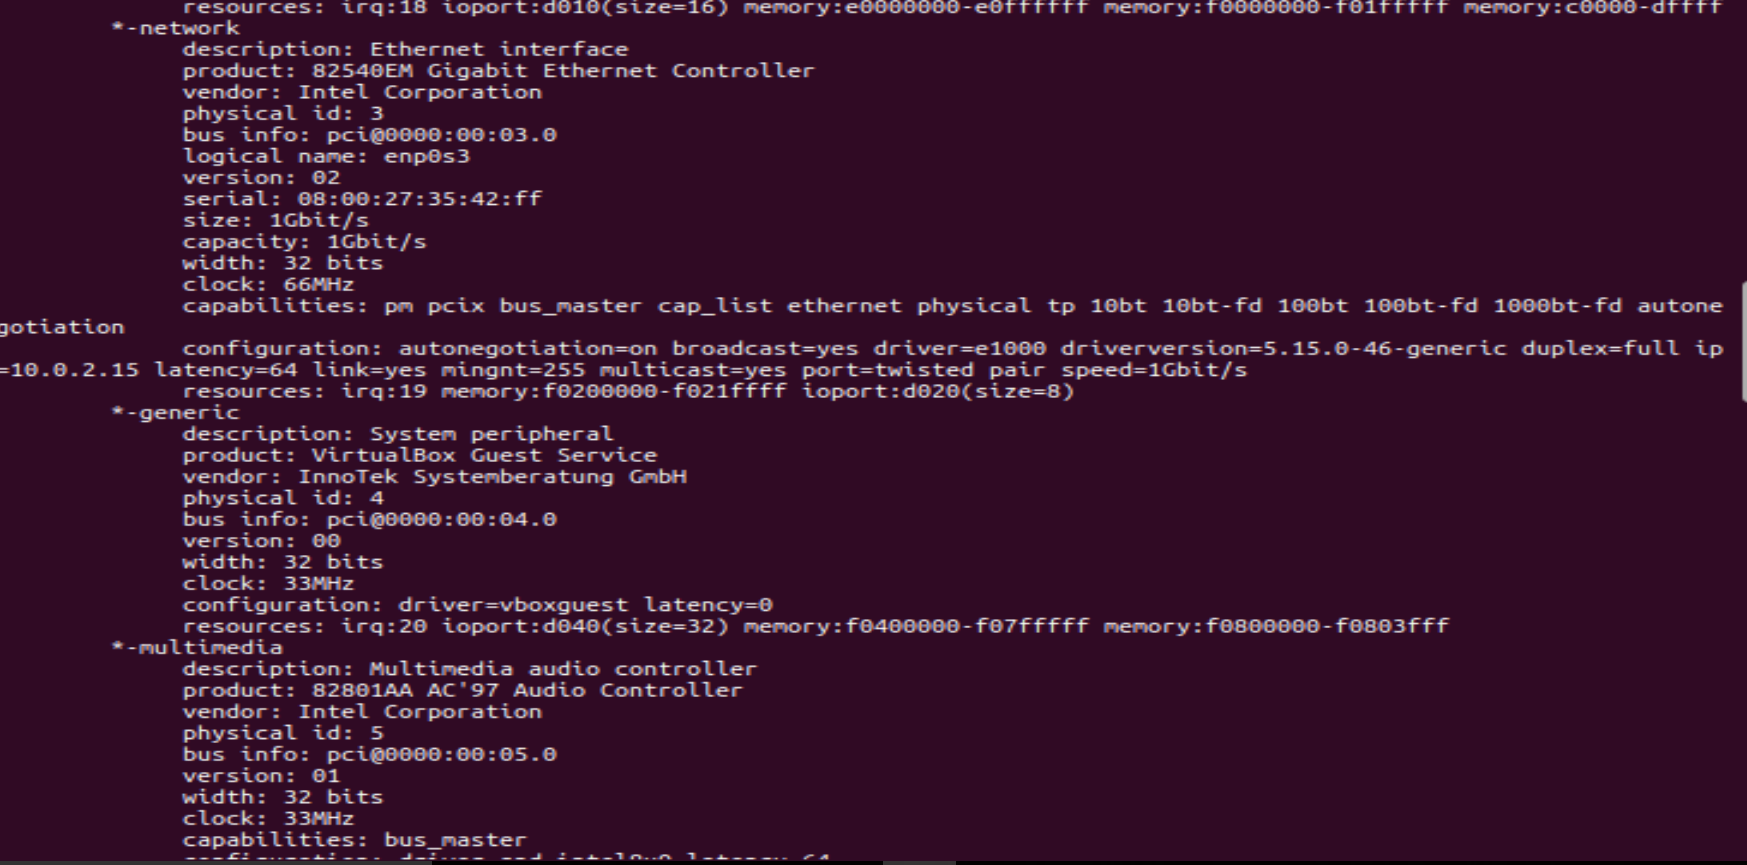 resources: irq:18 ioport:d010(size=16) memory:e0000000-e0ffffff memory:f0000000-f01fffff memory:c0000-dffff
*-network
description: Ethernet interface
product: 82540EM Gigabit Ethernet Controller
vendor: Intel Corporation
physical id: 3
bus info: pci@0000:00:03.0
logical name: enp0s3
version: 02
serial: 08:00:27:35:42:ff
size: 1Gbit/s
capacity: 1Gbit/s
width: 32 bits
clock: 66MHz
capabilities: pm pcix bus_master cap_list ethernet physical tp 10bt 10bt-fd 100bt 100bt-fd 1000bt-fd autone
gotiation
configuration: autonegotiation=on broadcast=yes driver=e1000 driverversion=5.15.0-46-generic duplex=full ip
=10.0.2.15 latency=64 link=yes mingnt=255 multicast=yes port=twisted pair speed=1Gbit/s
resources: irq:19 memory:f0200000-f021ffff ioport:d020(size=8)
*-generic
description: System peripheral
product: VirtualBox Guest Service
vendor: InnoTek Systemberatung GmbH
physical id: 4
bus info: pci@0000:00:04.0
version: 00
width: 32 bits
clock: 33MHz
configuration: driver=vboxguest latency=0
resources: irq:20 ioport:d040(size=32) memory:f0400000-f07fffff memory:f0800000-f0803fff
*-multimedia
description: Multimedia audio controller
product: 82801AA AC'97 Audio Controller
vendor: Intel Corporation
physical id: 5
bus info: pci@0000:00:05.0
version: 01
width: 32 bits
clock: 33MHz
capabilities: bus_master